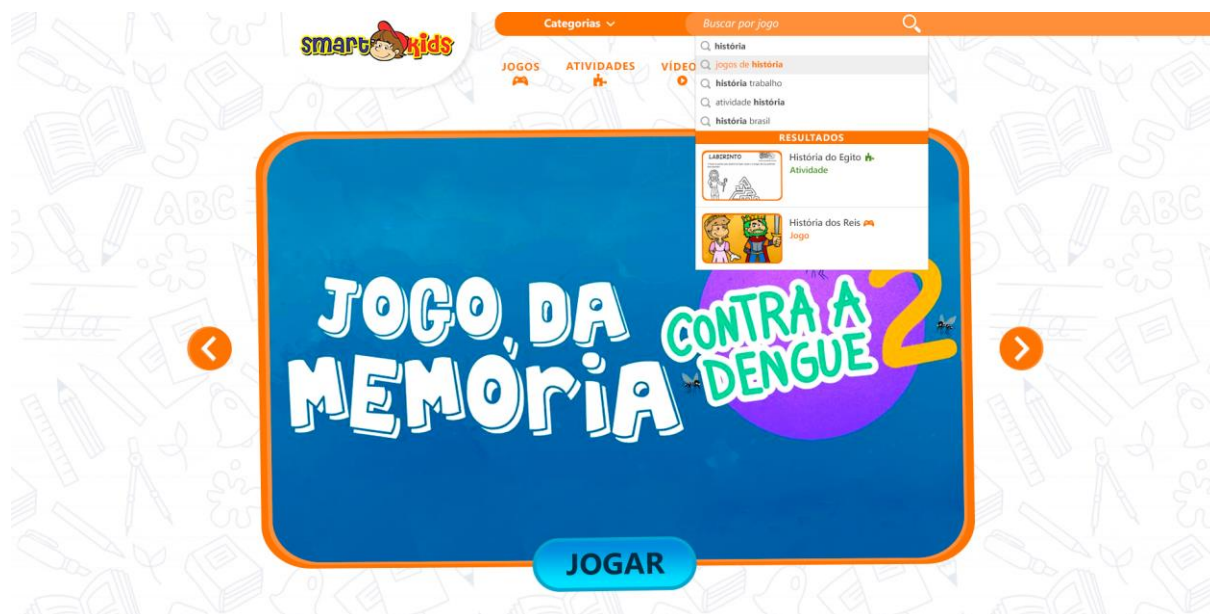 smart kids
Categorias
Buscar por jogo
JOGOS
ATIVIDADES
VÍDEO
história
jogos de história
história trabalho
atividade história
história brasil
RESULTADOS
LABIRINTO
História do Egito
Atividade
História dos Reis
Jogo
JOGO DA
MEMÓriA
CONTRA A
DENGUE
2
JOGAR